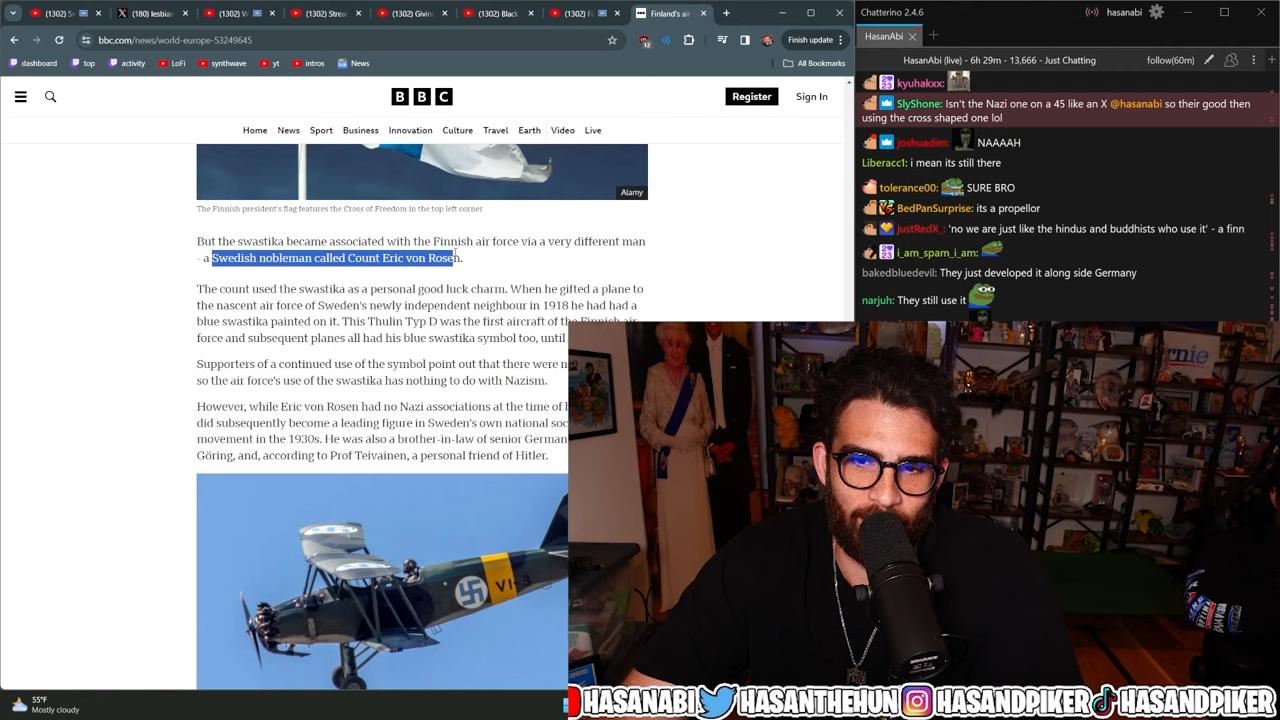 (1302) S
(180) lesbian
(1302) W
(1302) Strea
(1302) Givin
(1302) Black
(1302) F
Finland's air
bbc.com/news/world-europe-53249645
12
Finish update
dashboard
top
activity
LoFi
synthwave
yt
intros
News
All Bookmarks
BBC
Register
Sign In
Home News Sport Business Innovation Culture Travel Earth Video Live
Alamy
The Finnish president's flag features the Cross of Freedom in the top left corner
But the swastika became associated with the Finnish air force via a very different man
- a Swedish nobleman called Count Eric von Rosen.
The count used the swastika as a personal good luck charm. When he gifted a plane to
the nascent air force of Sweden's newly independent neighbour in 1918 he had had a
blue swastika painted on it. This Thulin Typ D was the first aircraft of the Finnish air
force and subsequent planes all had his blue swastika symbol too, until
Supporters of a continued use of the symbol point out that there were n
so the air force's use of the swastika has nothing to do with Nazism.
However, while Eric von Rosen had no Nazi associations at the time of h
did subsequently become a leading figure in Sweden's own national soc
movement in the 1930s. He was also a brother-in-law of senior German
Göring, and, according to Prof Teivainen, a personal friend of Hitler.
VI-3
55°F
Mostly cloudy
Chatterino 2.4.6
hasanabi
HasanAbi
HasanAbi (live) - 6h 29m - 13,666 - Just Chatting
follow(60m)
kyuhakxx:
SlyShone: Isn't the Nazi one on a 45 like an X @hasanabi so their good then
using the cross shaped one lol
joshuadim: NAAAAH
Liberacc1: i mean its still there
tolerance00: SURE BRO
BedPanSurprise: its a propellor
justRedX_: 'no we are just like the hindus and buddhists who use it' - a finn
i_am_spam_i_am:
bakedbluedevil: They just developed it along side Germany
narjuh: They still use it
ernie
HASANABI HASANTHEHUN HASANDPIKER HASANDPIKER